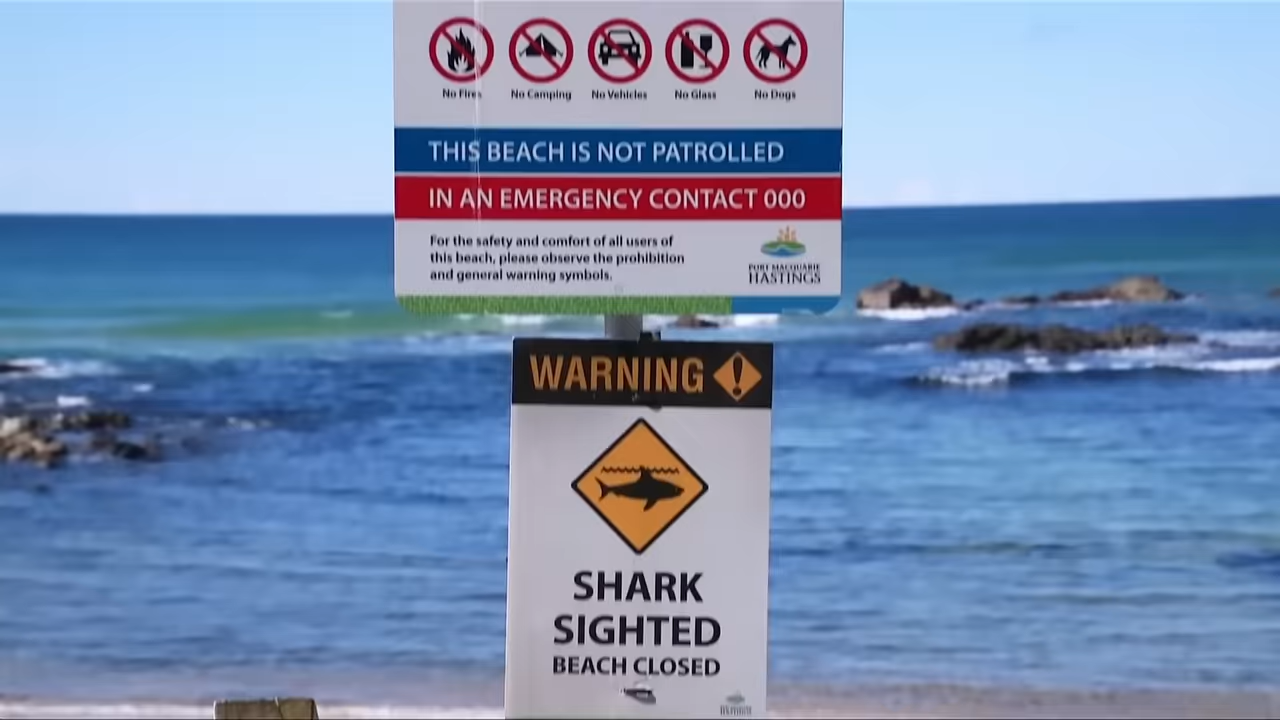 No Fires No Camping No Vehicles No Glass No Dogs
THIS BEACH IS NOT PATROLLED
IN AN EMERGENCY CONTACT 000
For the safety and comfort of all users of
this beach, please observe the prohibition
and general warning symbols.
PORT MACQUARIE
HASTINGS
WARNING
SHARK
SIGHTED
BEACH CLOSED